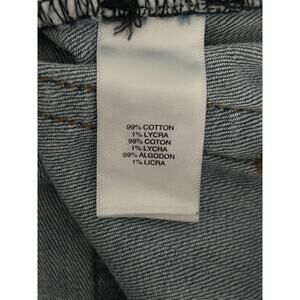 99% COTTON
1% LYCRA
99% COTON
1% LYCRA
99% ALGODON
1% LICRA